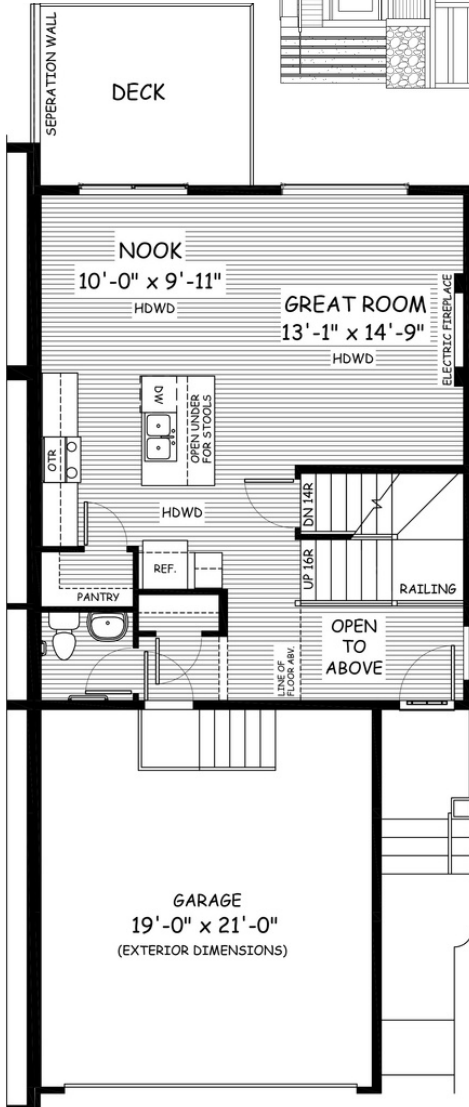 SEPERATION WALL
DECK
NOOK
10'-0" x 9'-11"
HDWD
GREAT ROOM
13'-1" x 14'-9"
HDWD
ELECTRIC FIREPLACE
DW
OPEN UNDER
FOR STOOLS
OTR
HDWD
DN 14R
UP 16R
REF.
PANTRY
RAILING
OPEN
TO
ABOVE
LINE OF
FLOOR ABV.
GARAGE
19'-0" x 21'-0"
(EXTERIOR DIMENSIONS)